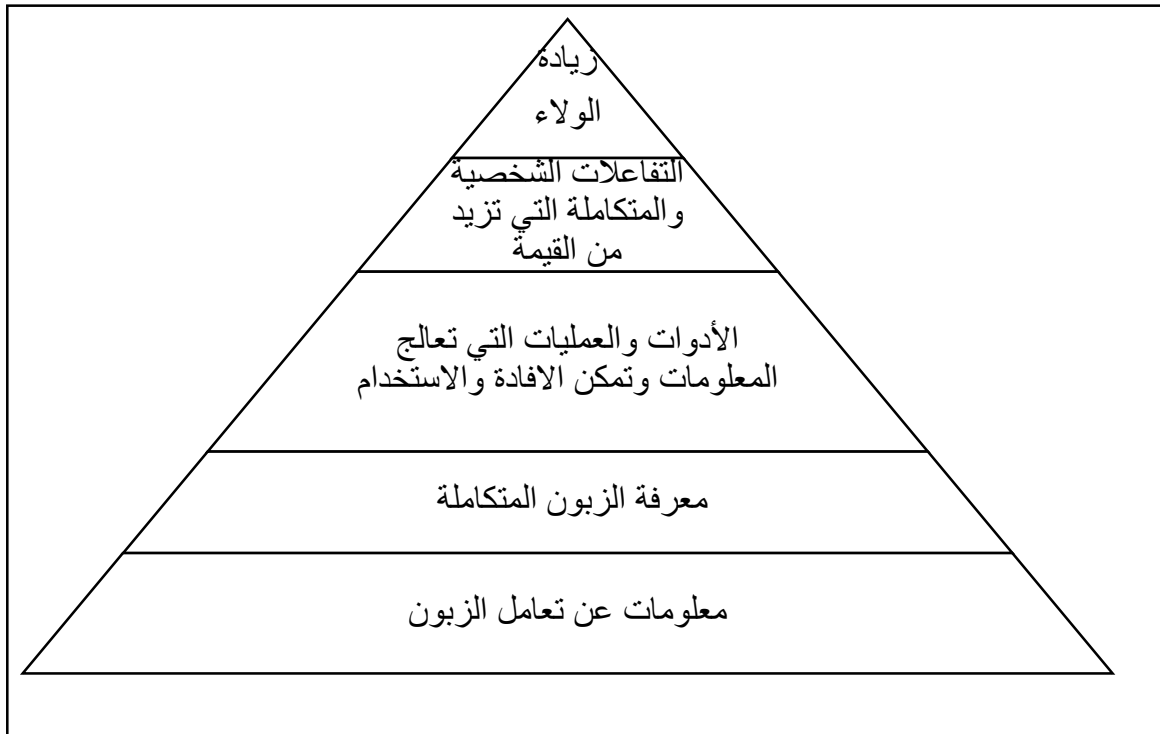 زيادة
الولاء
التفاعلات الشخصية
والمتكاملة التي تزيد
من القيمة
الأدوات والعمليات التي تعالج
المعلومات وتمكن الافادة والاستخدام
معرفة الزبون المتكاملة
معلومات عن تعامل الزبون